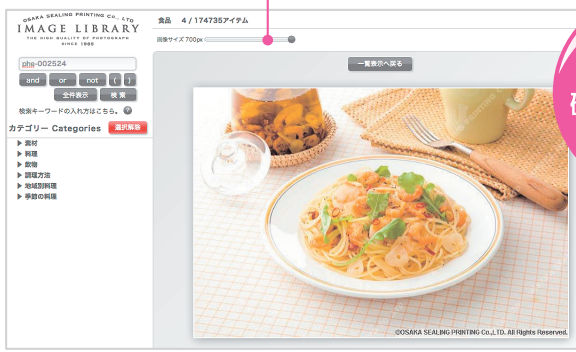 OSAKA SEALING PRINTING Co., LTD
IMAGE LIBRARY
THE HIGH QUALITY OF PHOTOGRAPH
SINCE 1999
食品 4 / 174735アイテム
画像サイズ 700px
一覧表示へ戻る
phs-002524
and or not ( )
全件表示 検 索
検索キーワードの入れ方はこちら。 ?
カテゴリー Categories 選択解除
▶ 素材
▶ 料理
▶ 飲物
▶ 調理方法
▶ 地域別料理
▶ 季節の料理
©OSAKA SEALING PRINTING Co.,LTD. All Rights Reserved.